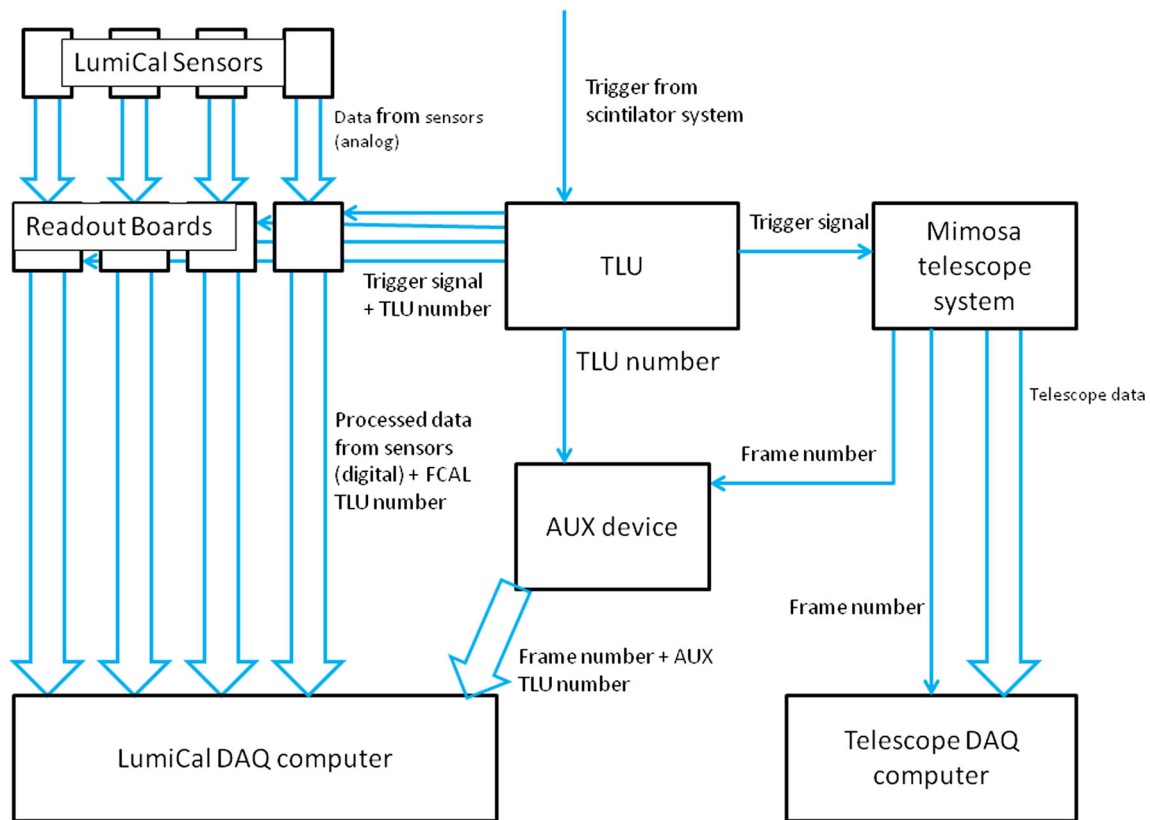 LumiCal Sensors
Trigger from
scintilator system
Data from sensors
(analog)
Readout Boards
TLU
Trigger signal
Mimosa
telescope
system
Trigger signal
+ TLU number
TLU number
Telescope data
Processed data
from sensors
(digital) + FCAL
TLU number
Frame number
AUX device
Frame number
Frame number + AUX
TLU number
LumiCal DAQ computer
Telescope DAQ
computer